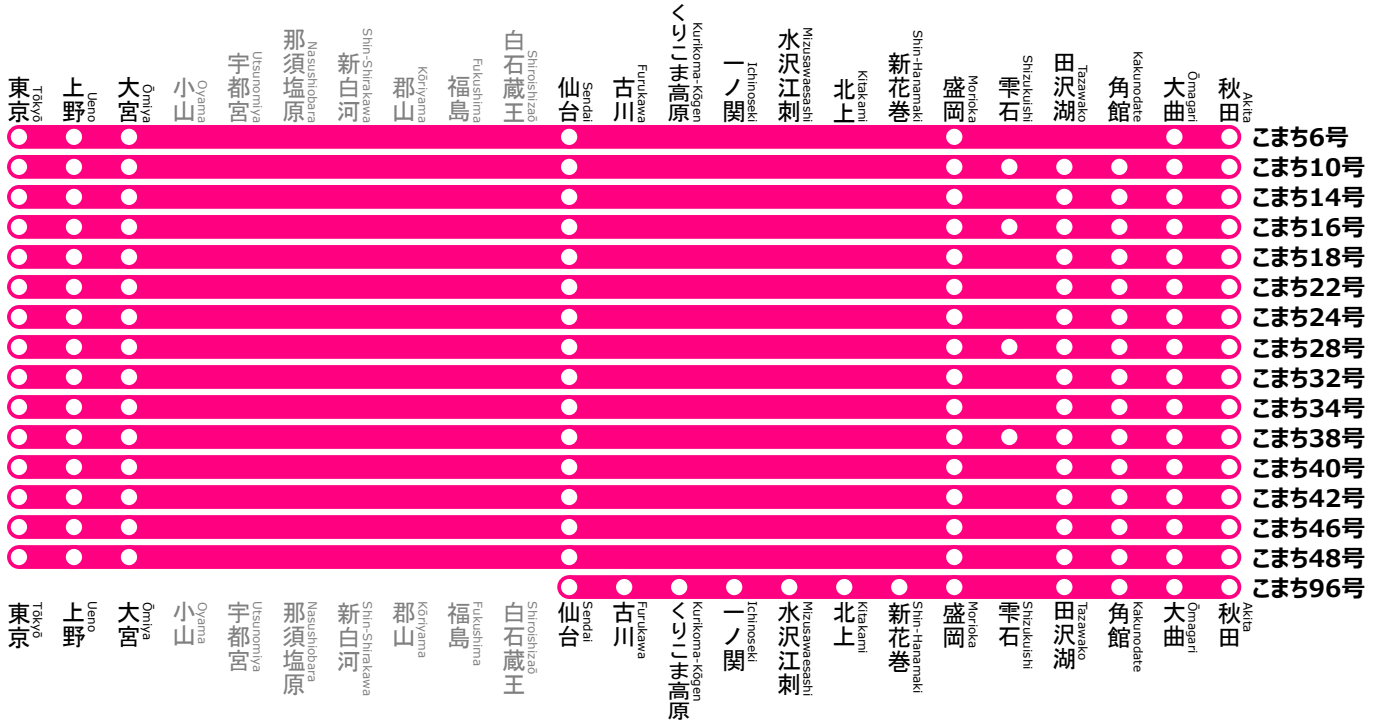 東京 Tōkyō
上野 Ueno
大宮 Ōmiya
小山 Oyama
宇都宮 Utsunomiya
那須塩原 Nasushiobara
新白河 Shin-Shirakawa
郡山 Kōriyama
福島 Fukushima
白石蔵王 Shiroishizaō
仙台 Sendai
古川 Furukawa
くりこま高原 Kurikoma-Kōgen
一ノ関 Ichinoseki
水沢江刺 Mizusawaesashi
北上 Kitakami
新花巻 Shin-Hanamaki
盛岡 Morioka
雫石 Shizukuishi
田沢湖 Tazawako
角館 Kakunodate
大曲 Ōmagari
秋田 Akita
こまち6号
こまち10号
こまち14号
こまち16号
こまち18号
こまち22号
こまち24号
こまち28号
こまち32号
こまち34号
こまち38号
こまち40号
こまち42号
こまち46号
こまち48号
こまち96号
東京 Tōkyō
上野 Ueno
大宮 Ōmiya
小山 Oyama
宇都宮 Utsunomiya
那須塩原 Nasushiobara
新白河 Shin-Shirakawa
郡山 Kōriyama
福島 Fukushima
白石蔵王 Shiroishizaō
仙台 Sendai
古川 Furukawa
くりこま高原 Kurikoma-Kōgen
一ノ関 Ichinoseki
水沢江刺 Mizusawaesashi
北上 Kitakami
新花巻 Shin-Hanamaki
盛岡 Morioka
雫石 Shizukuishi
田沢湖 Tazawako
角館 Kakunodate
大曲 Ōmagari
秋田 Akita